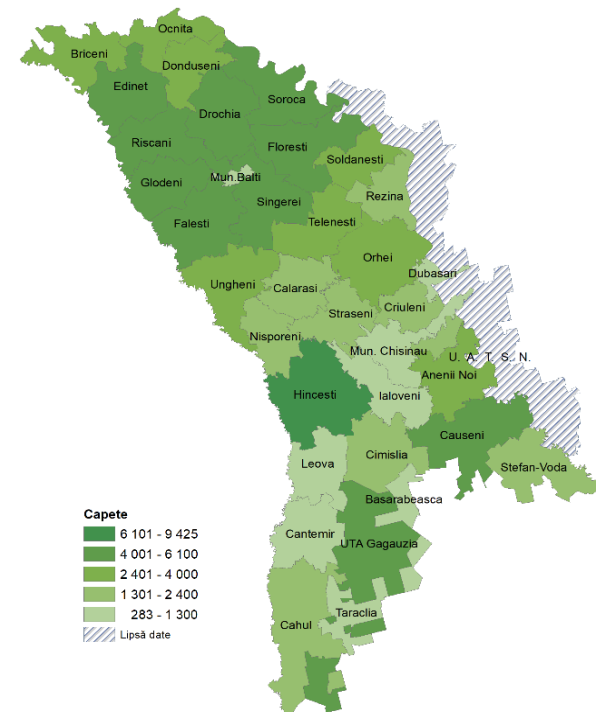 Ocnita
Briceni
Donduseni
Edinet
Soroca
Drochia
Riscani
Floresti
Soldanesti
Mun.Balti
Glodeni
Rezina
Singerei
Falesti
Telenesti
Orhei
Dubasari
Ungheni
Calarasi
Criuleni
Straseni
Nisporeni
Mun. Chisinau
U. A. T. S. N.
Anenii Noi
Hincesti
Ialoveni
Causeni
Leova
Cimislia
Stefan-Voda
Basarabeasca
Cantemir
UTA Gagauzia
Taraclia
Cahul
Capete
6 101 - 9 425
4 001 - 6 100
2 401 - 4 000
1 301 - 2 400
283 - 1 300
Lipsă date